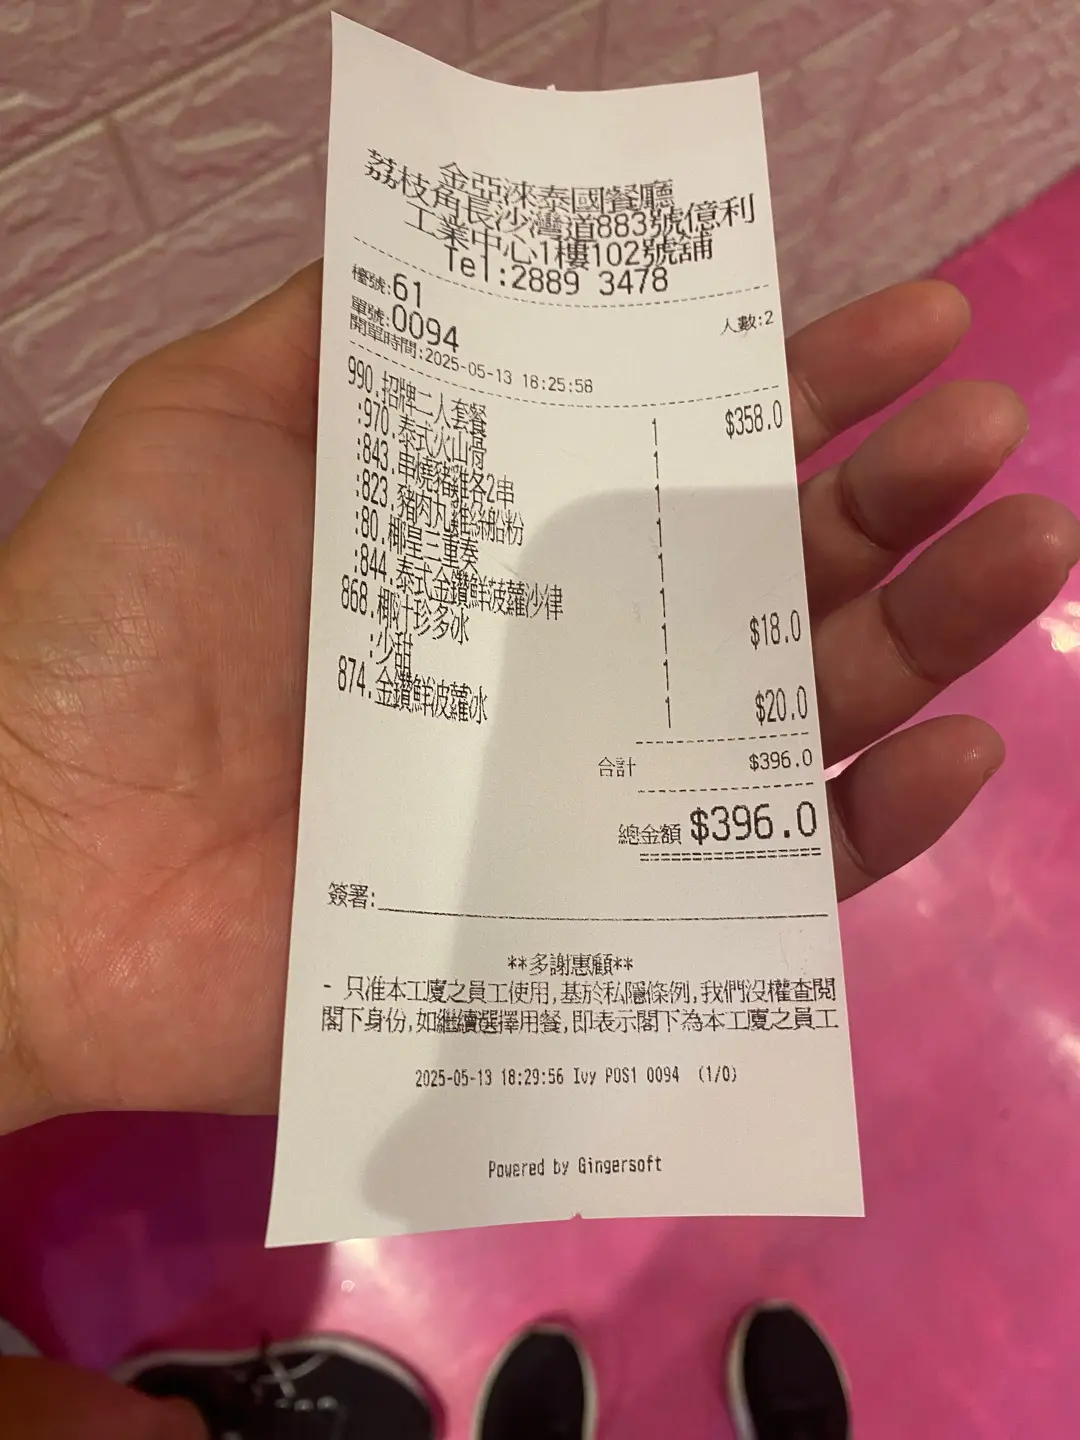 金亞洣泰國餐廳
荔枝角長沙灣道883號億利
工業中心1樓102號舖
Tel:2889 3478
檯號:61
單號:0094 人數:2
開單時間:2025-05-13 18:25:58
990.招牌二人套餐 1 $358.0
:970.泰式火山骨 1
:843.串燒豬雞各2串 1
:823.豬肉丸雞絲船粉 1
:80.椰皇三重奏 1
:844.泰式金鑽鮮菠蘿沙律 1
868.椰汁珍多冰 1 $18.0
:少甜 1
874.金鑽鮮波蘿冰 1 $20.0
合計 $396.0
總金額 $396.0
簽署:
**多謝惠顧**
- 只准本工廈之員工使用,基於私隱條例,我們沒權查閱
閣下身份,如繼續選擇用餐,即表示閣下為本工廈之員工
2025-05-13 18:29:56 Ivy POS1 0094 (1/0)
Powered by Gingersoft